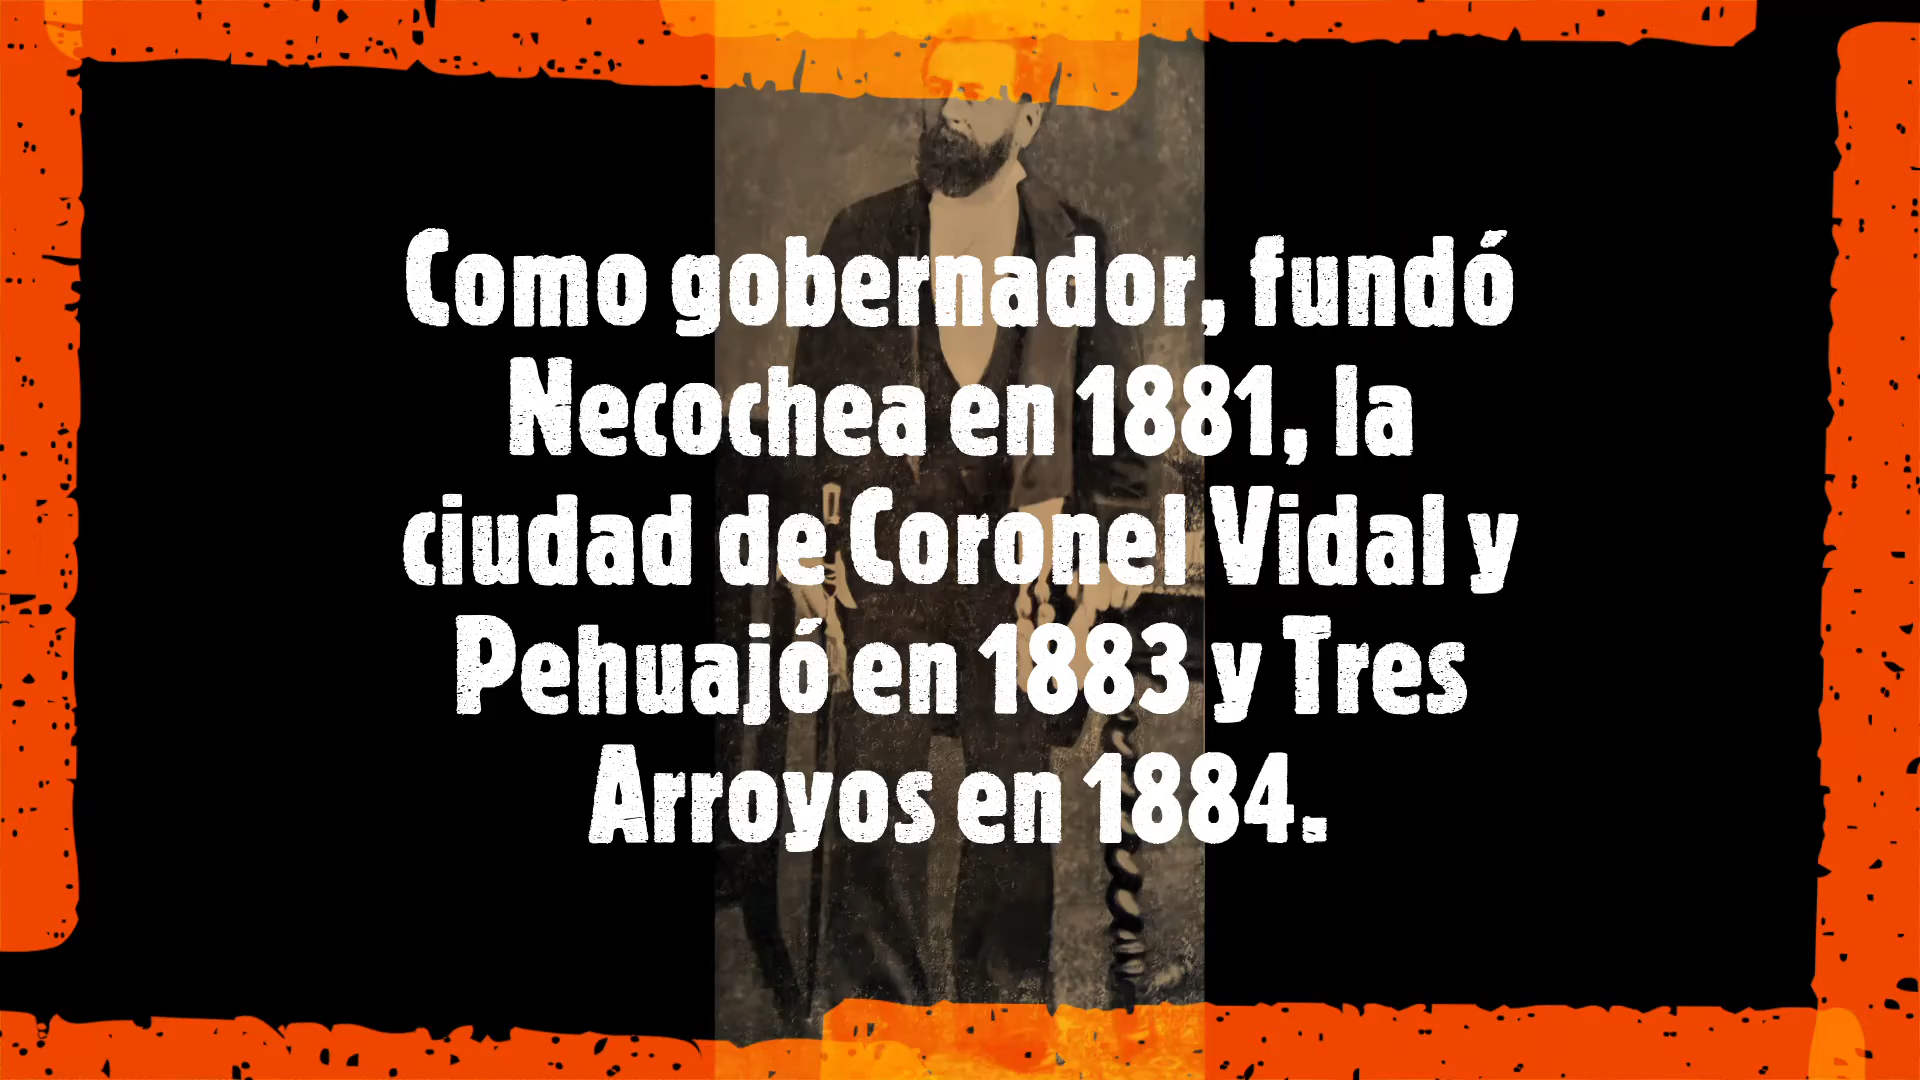 Como gobernador, fundó
Necochea en 1881, la
ciudad de Coronel Vidal y
Pehuajó en 1883 y Tres
Arroyos en 1884.